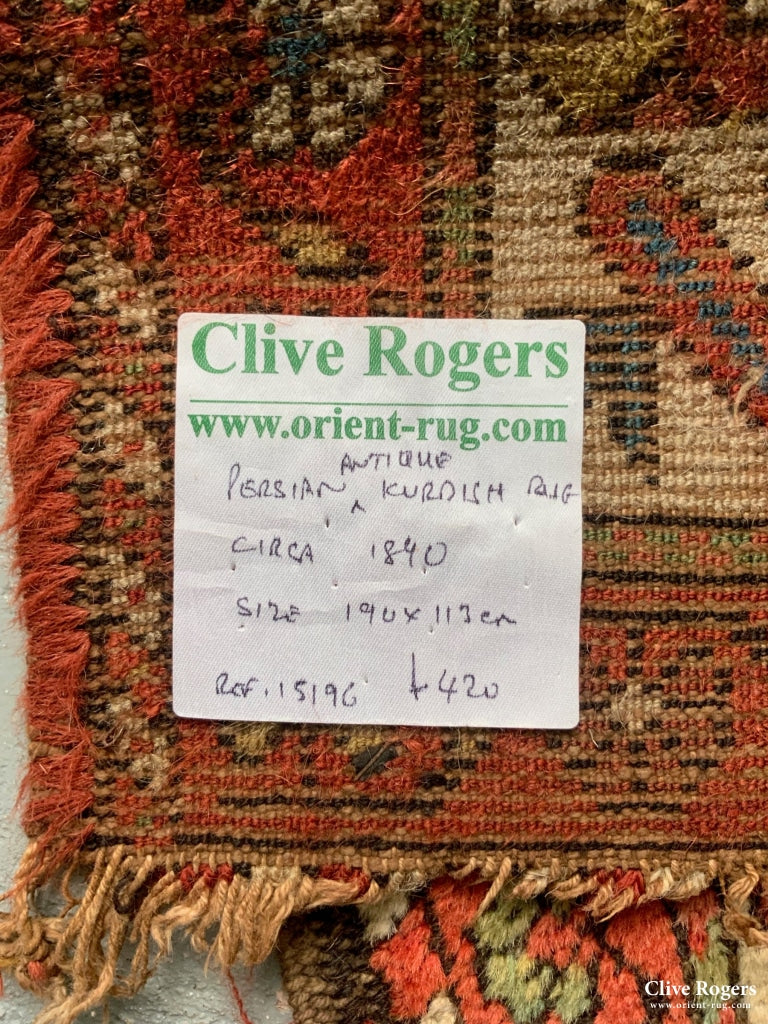 Clive Rogers
www.orient-rug.com
ANTIQUE
PERSIAN ^ KURDISH RUG
CIRCA 1890
SIZE 190 x 113 cm
REF. 15196 £420
Clive Rogers
www.orient-rug.com